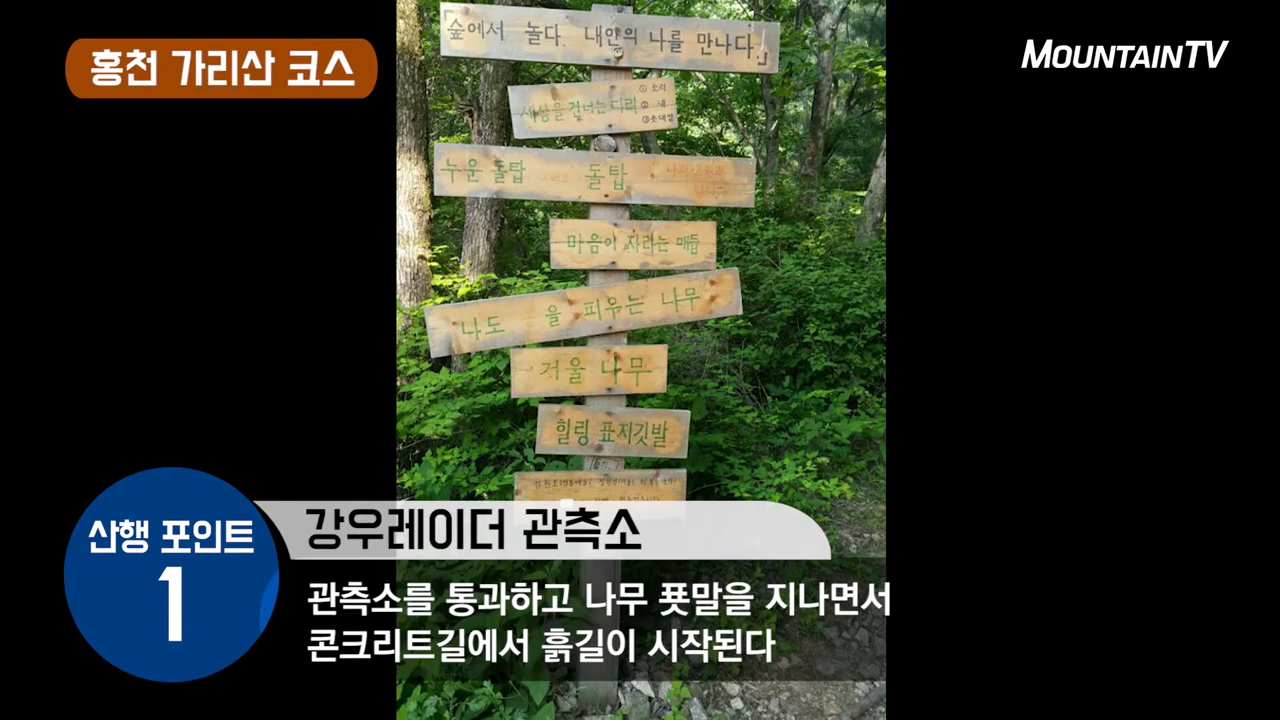 홍천 가리산 코스
MOUNTAINTV
「숲에서 놀다. 내안의 나를 만나다.」
세상을 건너는 다리
① 소리
② 내
누운 돌탑 돌탑
마음이 자라는 매듭
나도 을 피우는 나무
거울 나무
힐링 표지깃발
산행 포인트
1
강우레이더 관측소
관측소를 통과하고 나무 푯말을 지나면서
콘크리트길에서 흙길이 시작된다